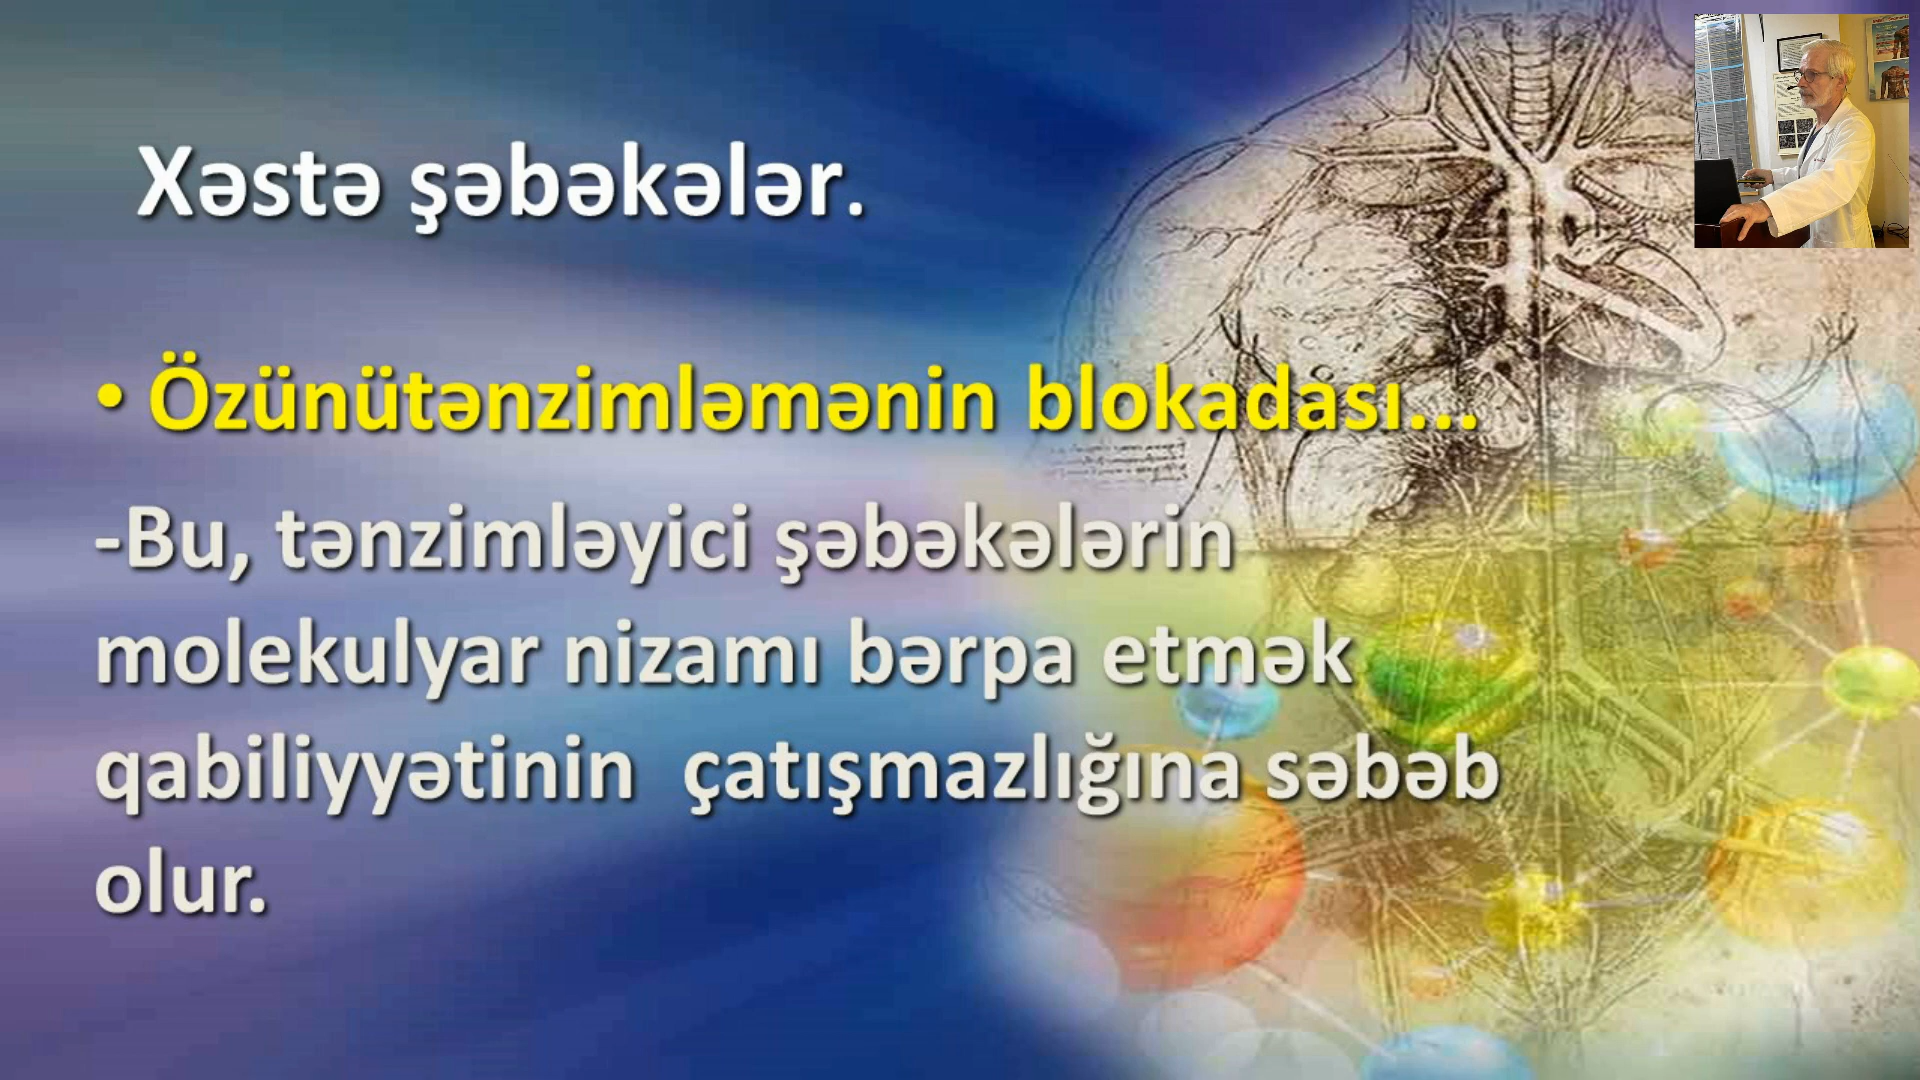 Xəstə şəbəkələr.
• Özünütənzimləmənin blokadası...
-Bu, tənzimləyici şəbəkələrin
molekulyar nizamı bərpa etmək
qabiliyyətinin çatışmazlığına səbəb
olur.